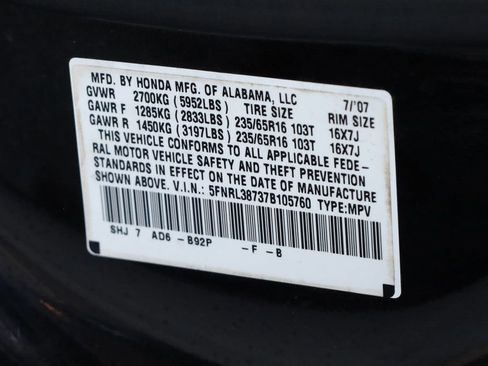 MFD. BY HONDA MFG. OF ALABAMA, LLC 7/'07
GVWR 2700KG (5952LBS) TIRE SIZE RIM SIZE
GAWR F 1285KG (2833LBS) 235/65R16 103T 16X7J
GAWR R 1450KG (3197LBS) 235/65R16 103T 16X7J
THIS VEHICLE CONFORMS TO ALL APPLICABLE FEDE-
RAL MOTOR VEHICLE SAFETY AND THEFT PREVENTION
STANDARDS IN EFFECT ON THE DATE OF MANUFACTURE
SHOWN ABOVE. V.I.N.: 5FNRL38737B105760 TYPE:MPV
SHJ 7 AD6 -B92P -F -B